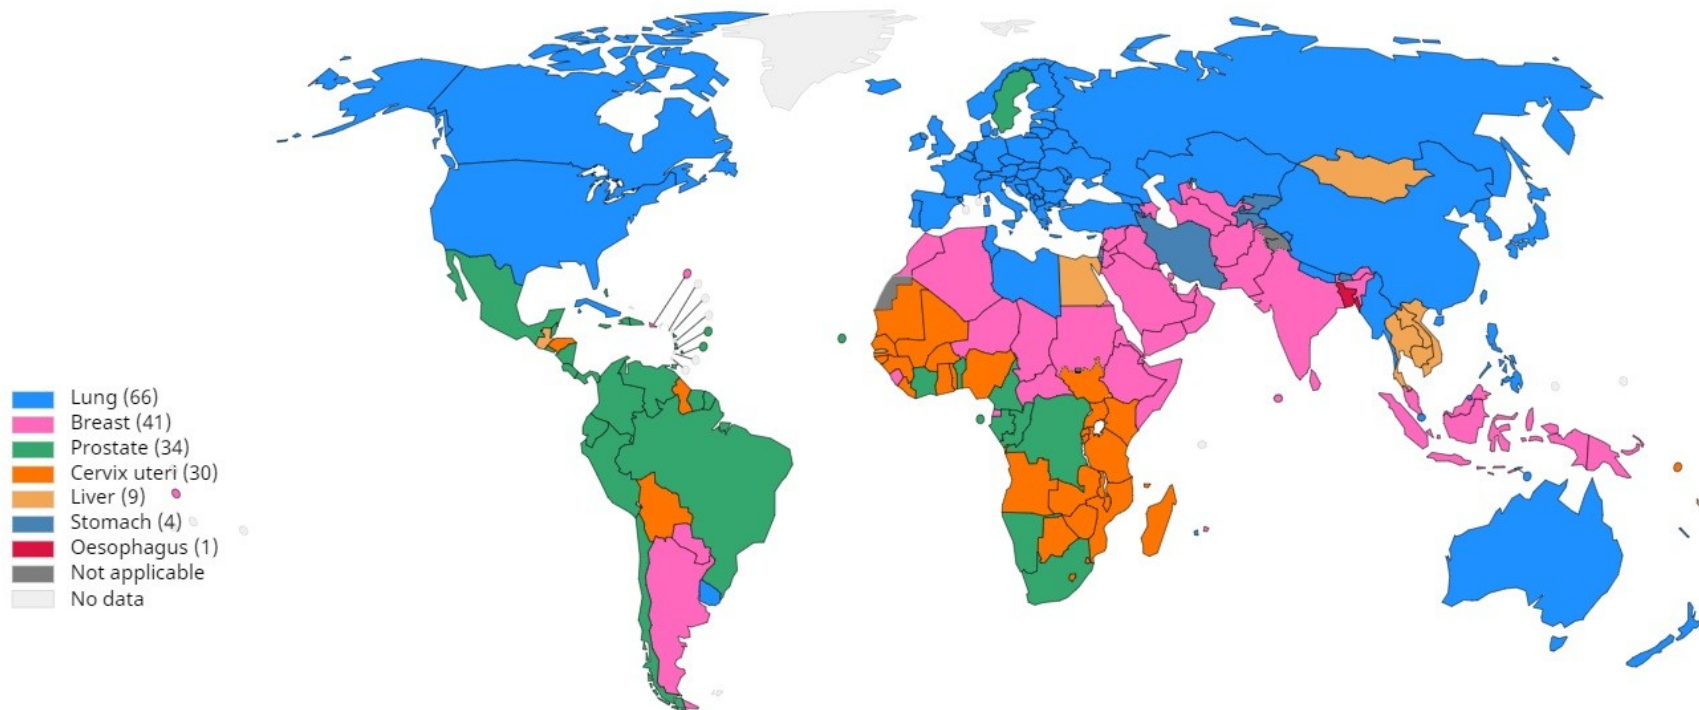 Lung (66)
Breast (41)
Prostate (34)
Cervix uteri (30)
Liver (9)
Stomach (4)
Oesophagus (1)
Not applicable
No data